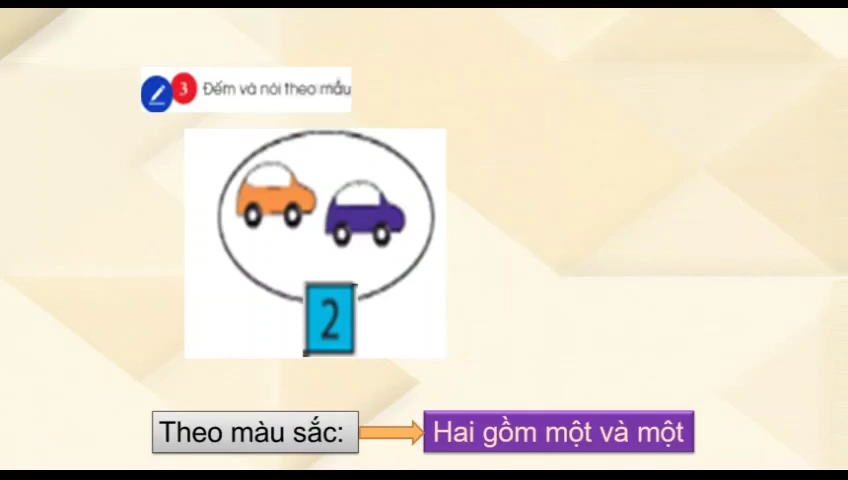 3 Đếm và nói theo mẫu
2
Theo màu sắc:
Hai gồm một và một